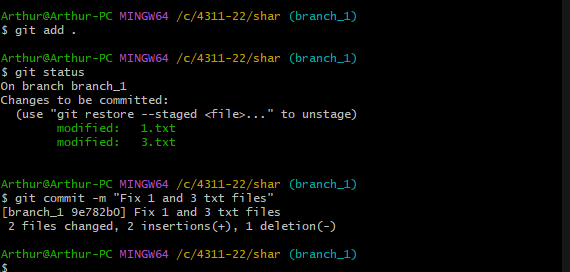 Arthur@Arthur-PC MINGW64 /c/4311-22/shar (branch_1)
$ git add .

Arthur@Arthur-PC MINGW64 /c/4311-22/shar (branch_1)
$ git status
On branch branch_1
Changes to be committed:
  (use "git restore --staged <file>..." to unstage)
        modified:   1.txt
        modified:   3.txt

Arthur@Arthur-PC MINGW64 /c/4311-22/shar (branch_1)
$ git commit -m "Fix 1 and 3 txt files"
[branch_1 9e782b0] Fix 1 and 3 txt files
 2 files changed, 2 insertions(+), 1 deletion(-)

Arthur@Arthur-PC MINGW64 /c/4311-22/shar (branch_1)
$